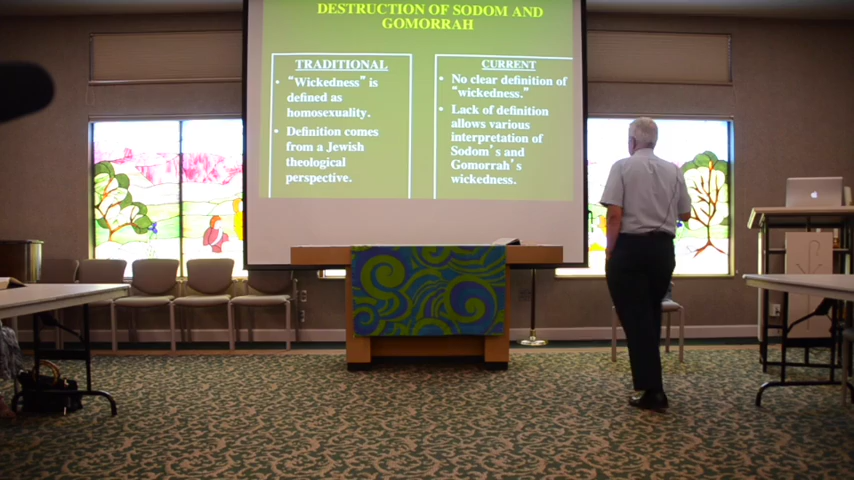 DESTRUCTION OF SODOM AND
GOMORRAH
TRADITIONAL
• “Wickedness” is
defined as
homosexuality.
• Definition comes
from a Jewish
theological
perspective.
CURRENT
• No clear definition of
“wickedness.”
• Lack of definition
allows various
interpretation of
Sodom’s and
Gomorrah’s
wickedness.